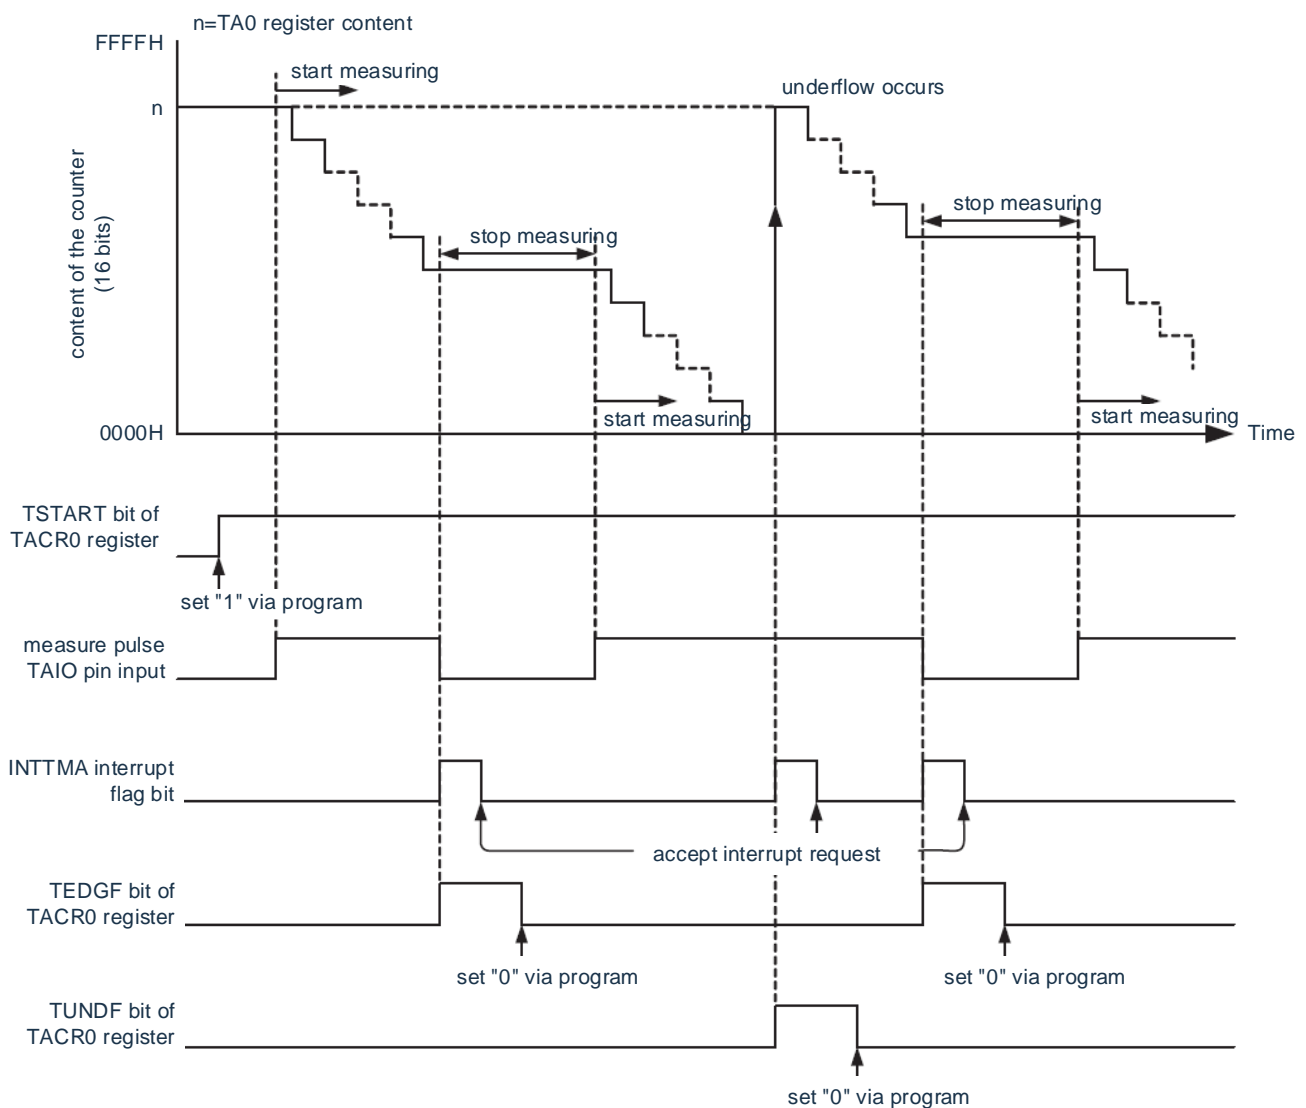 n=TA0 register content
FFFFH
start measuring
underflow occurs
n
content of the counter
(16 bits)
stop measuring
stop measuring
start measuring
start measuring
0000H
Time
TSTART bit of
TACR0 register
set "1" via program
measure pulse
TAIO pin input
INTTMA interrupt
flag bit
accept interrupt request
TEDGF bit of
TACR0 register
set "0" via program
set "0" via program
TUNDF bit of
TACR0 register
set "0" via program